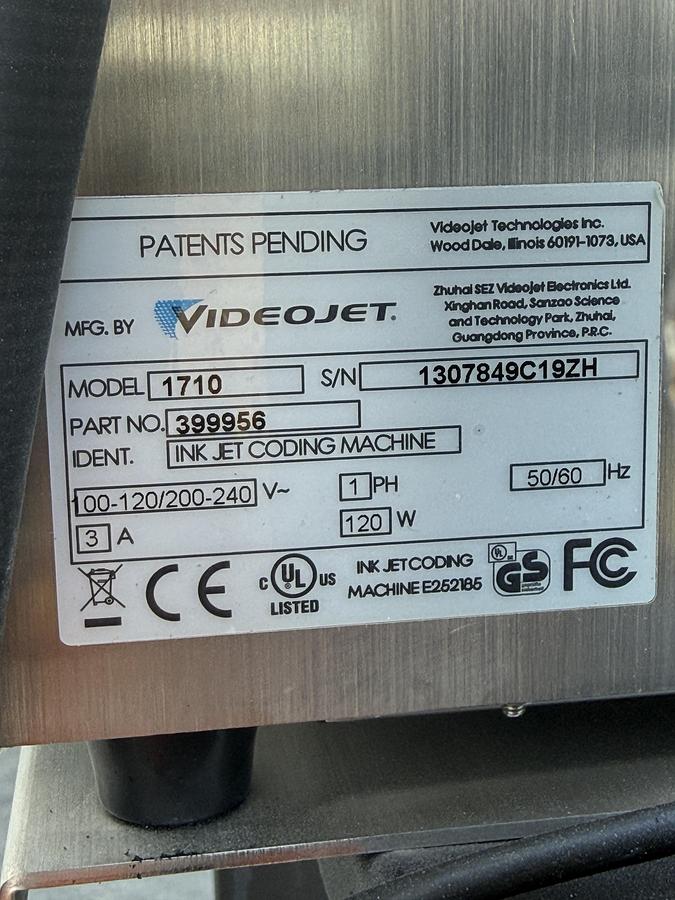 PATENTS PENDING
Videojet Technologies Inc.
Wood Dale, Illinois 60191-1073, USA
MFG. BY
VIDEOJET.
Zhuhai SEZ Videojet Electronics Ltd.
Xinghan Road, Sanzao Science
and Technology Park, Zhuhai,
Guangdong Province, P.R.C.
MODEL 1710
S/N 1307849C19ZH
PART NO. 399956
IDENT. INK JET CODING MACHINE
100-120/200-240 V~
1 PH
50/60 Hz
3 A
120 W
CE
c UL US
LISTED
INK JET CODING
MACHINE E252185
UL
GS
FC